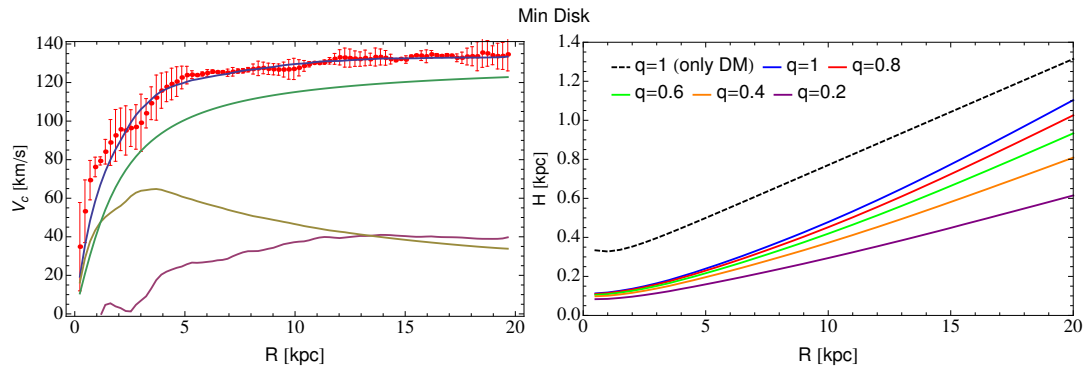 Min Disk
140
120
100
80
60
40
20
0
V_c [km/s]
0 5 10 15 20
R [kpc]
1.4
1.2
1.0
0.8
0.6
0.4
0.2
0.0
H [kpc]
q=1 (only DM) q=1 q=0.8
q=0.6 q=0.4 q=0.2
0 5 10 15 20
R [kpc]